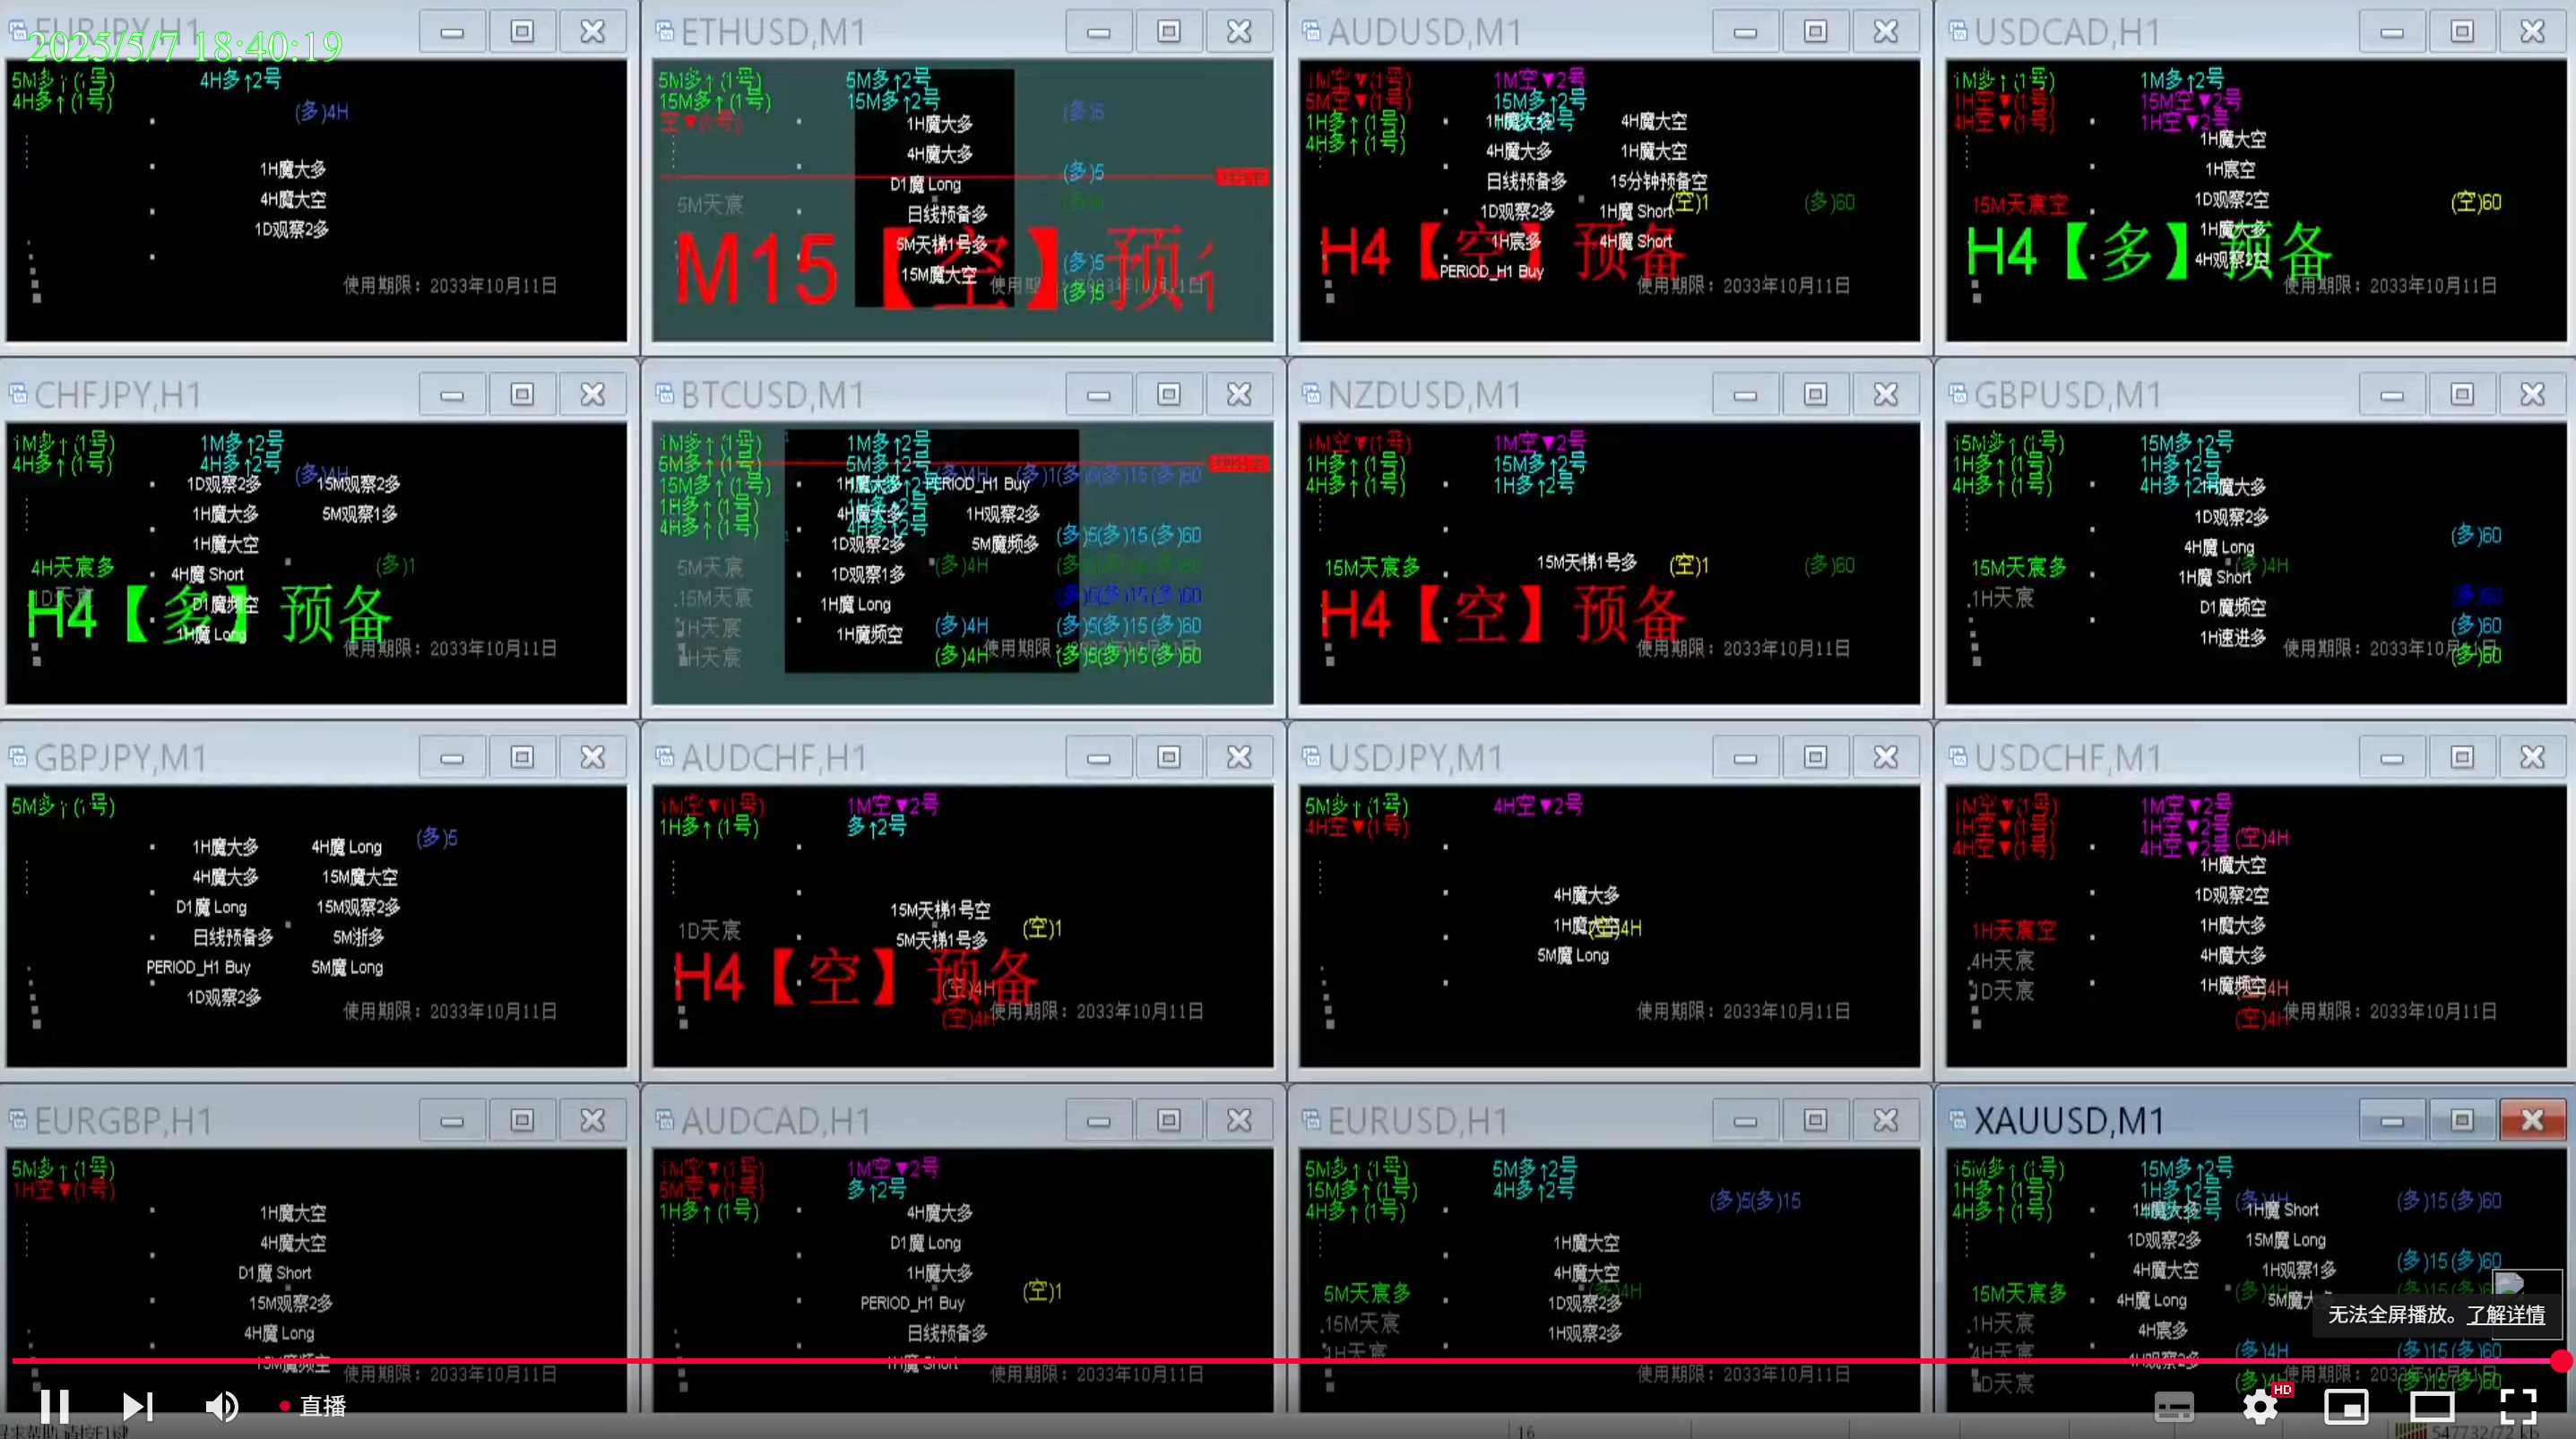 EURJPY,H1
2025/5/7 18:40:19
5M多↑(1号)
4H多↑2号
4H多↑(1号)
(多)4H
1H魔大多
4H魔大空
1D观察2多
使用期限：2033年10月11日
ETHUSD,M1
5M多↑(1号)
5M多↑2号
15M多↑(1号)
15M多↑2号
空▼(1号)
(多)5
1H魔大多
4H魔大多
(多)5
D1魔 Long
5M天宸
日线预备多
5M天梯1号多
M15【空】预
(多)5
15M魔大空
(多)5
AUDUSD,M1
1M空▼(1号)
1M空▼2号
5M空▼(1号)
15M多↑2号
1H多↑(1号)
4H多↑(1号)
1H魔大多
4H魔大空
4H魔大多
1H魔大空
日线预备多
15分钟预备空
1D观察2多
1H魔 Short
(空)1
(多)60
1H宸多
4H魔 Short
H4【空】预备
PERIOD_H1 Buy
使用期限：2033年10月11日
USDCAD,H1
1M多↑(1号)
1M多↑2号
1H空▼(1号)
15M空▼2号
4H空▼(1号)
1H空▼2号
1H魔大空
1H宸空
15M天宸空
1D观察2空
(空)60
1H魔大多
H4【多】预备
4H观察2空
使用期限：2033年10月11日
CHFJPY,H1
1M多↑(1号)
1M多↑2号
4H多↑(1号)
4H多↑2号
(多)4H
1D观察2多
15M观察2多
1H魔大多
5M观察1多
1H魔大空
4H天宸多
4H魔 Short
(多)1
1D天宸
D1魔频空
H4【多】预备
1H魔 Long
使用期限：2033年10月11日
BTCUSD,M1
1M多↑(1号)
1M多↑2号
5M多↑(1号)
5M多↑2号
15M多↑(1号)
1H多↑(1号)
4H多↑(1号)
4H多↑2号
(多)4H
(多)1(多)5(多)15(多)60
1H魔大多
PERIOD_H1 Buy
4H魔大多
1H观察2多
1D观察2多
5M魔频多
(多)5(多)15(多)60
5M天宸
1D观察1多
(多)4H
15M天宸
1H魔 Long
(多)5(多)15(多)60
1H天宸
1H魔频空
(多)4H
(多)5(多)15(多)60
H天宸
(多)4H
(多)5(多)15(多)60
使用期限：
NZDUSD,M1
1M空▼(1号)
1M空▼2号
1H多↑(1号)
15M多↑2号
4H多↑(1号)
1H多↑2号
15M天宸多
15M天梯1号多
(空)1
(多)60
H4【空】预备
使用期限：2033年10月11日
GBPUSD,M1
15M多↑(1号)
15M多↑2号
1H多↑(1号)
1H多↑2号
4H多↑(1号)
4H多↑2号
1H魔大多
1D观察2多
4H魔 Long
(多)60
15M天宸多
1H魔 Short
(多)4H
1H天宸
D1魔频空
(多)60
1H速进多
(多)60
使用期限：2033年10月11日
(多)60
GBPJPY,M1
5M多↑(1号)
(多)5
1H魔大多
4H魔 Long
4H魔大多
15M魔大空
D1魔 Long
15M观察2多
日线预备多
5M浙多
PERIOD_H1 Buy
5M魔 Long
1D观察2多
使用期限：2033年10月11日
AUDCHF,H1
1M空▼(1号)
1M空▼2号
1H多↑(1号)
多↑2号
15M天梯1号空
1D天宸
5M天梯1号多
(空)1
H4【空】预备
(空)4H
(空)4H
使用期限：2033年10月11日
USDJPY,M1
5M多↑(1号)
4H空▼2号
4H空▼(1号)
4H魔大多
1H魔大空
(空)4H
5M魔 Long
使用期限：2033年10月11日
USDCHF,M1
1M空▼(1号)
1M空▼2号
1H空▼(1号)
1H空▼2号
4H空▼(1号)
4H空▼2号
(空)4H
1H魔大空
1D观察2空
1H天宸空
1H魔大多
4H天宸
4H魔大多
1D天宸
1H魔频空
(空)4H
(空)4H
使用期限：2033年10月11日
EURGBP,H1
5M多↑(1号)
1H空▼(1号)
1H魔大空
4H魔大空
D1魔 Short
15M观察2多
4H魔 Long
15M魔频空
使用期限：2033年10月11日
AUDCAD,H1
1M空▼(1号)
1M空▼2号
5M空▼(1号)
多↑2号
1H多↑(1号)
4H魔大多
D1魔 Long
1H魔大多
(空)1
PERIOD_H1 Buy
日线预备多
1H魔 Short
使用期限：2033年10月11日
EURUSD,H1
5M多↑(1号)
5M多↑2号
15M多↑(1号)
4H多↑2号
4H多↑(1号)
(多)5(多)15
1H魔大空
4H魔大空
5M天宸多
(多)4H
1D观察2多
15M天宸
1H观察2多
1H天宸
使用期限：2033年10月11日
XAUUSD,M1
15M多↑(1号)
15M多↑2号
1H多↑(1号)
1H多↑2号
4H多↑(1号)
(多)4H
(多)15(多)60
1H魔大多
1H魔 Short
1D观察2多
15M魔 Long
4H魔大空
1H观察1多
(多)15(多)60
15M天宸多
4H魔 Long
(多)4H
5M魔大
1H天宸
4H宸多
4H天宸
4H观察2多
(多)4H
(多)15(多)60
D天宸
使用期限：2033年10月11日
无法全屏播放。了解详情
直播
HD
16
547732/72 kb